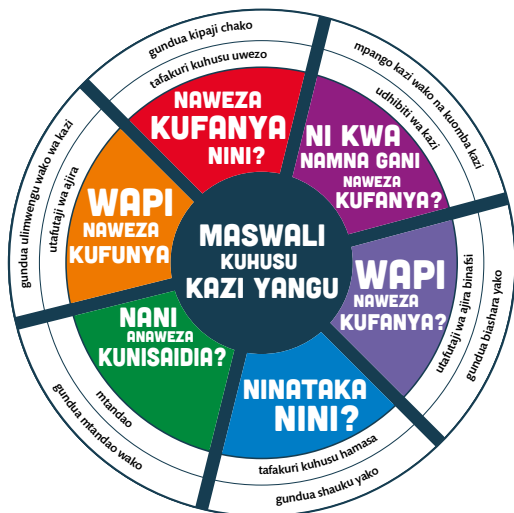 gundua kipaji chako
tafakuri kuhusu uwezo
NAWEZA
KUFANYA
NINI?
mpango kazi wako na kuomba kazi
udhibiti wa kazi
NI KWA
NAMNA GANI
NAWEZA
KUFANYA?
gundua biashara yako
utafutaji wa ajira binafsi
WAPI
NAWEZA
KUFANYA?
NINATAKA
NINI?
tafakuri kuhusu hamasa
gundua shauku yako
NANI
ANAWEZA
KUNISAIDIA?
mtandao
gundua mtandao wako
gundua ulimwengu wako wa kazi
utafutaji wa ajira
WAPI
NAWEZA
KUFUNYA
MASWALI
KUHUSU
KAZI YANGU